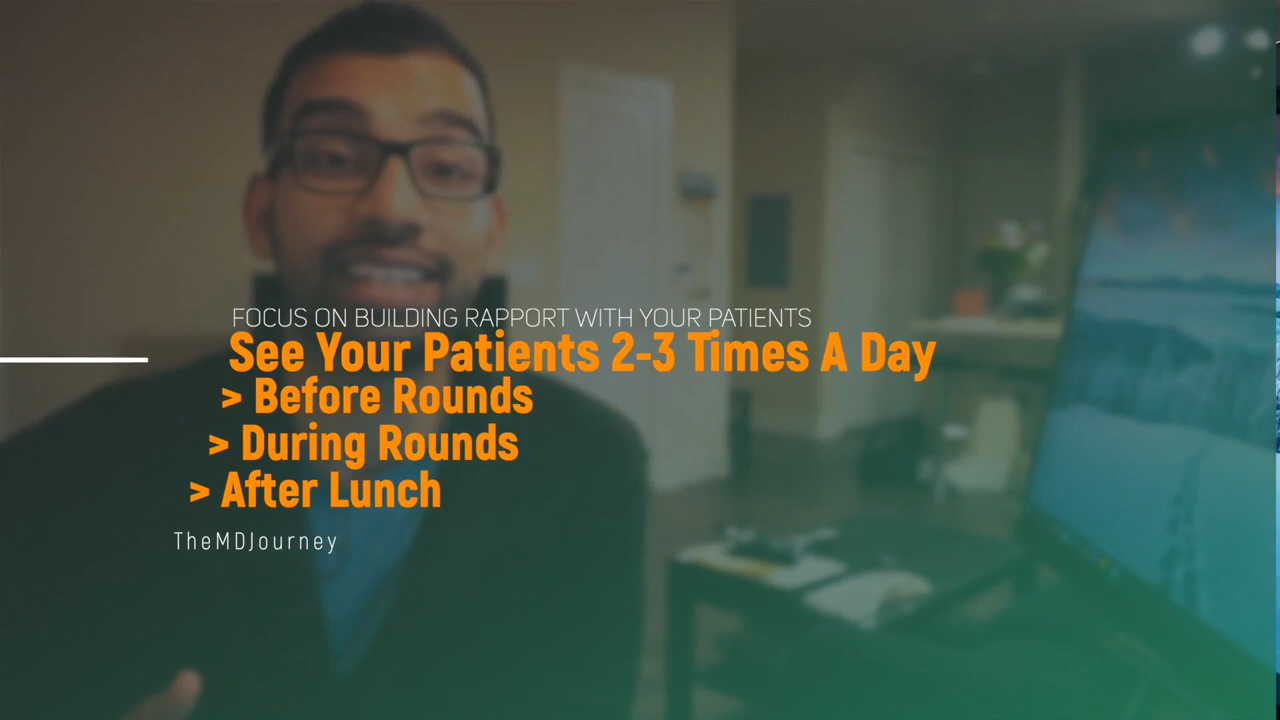 FOCUS ON BUILDING RAPPORT WITH YOUR PATIENTS
See Your Patients 2-3 Times A Day
> Before Rounds
> During Rounds
> After Lunch
TheMDJourney